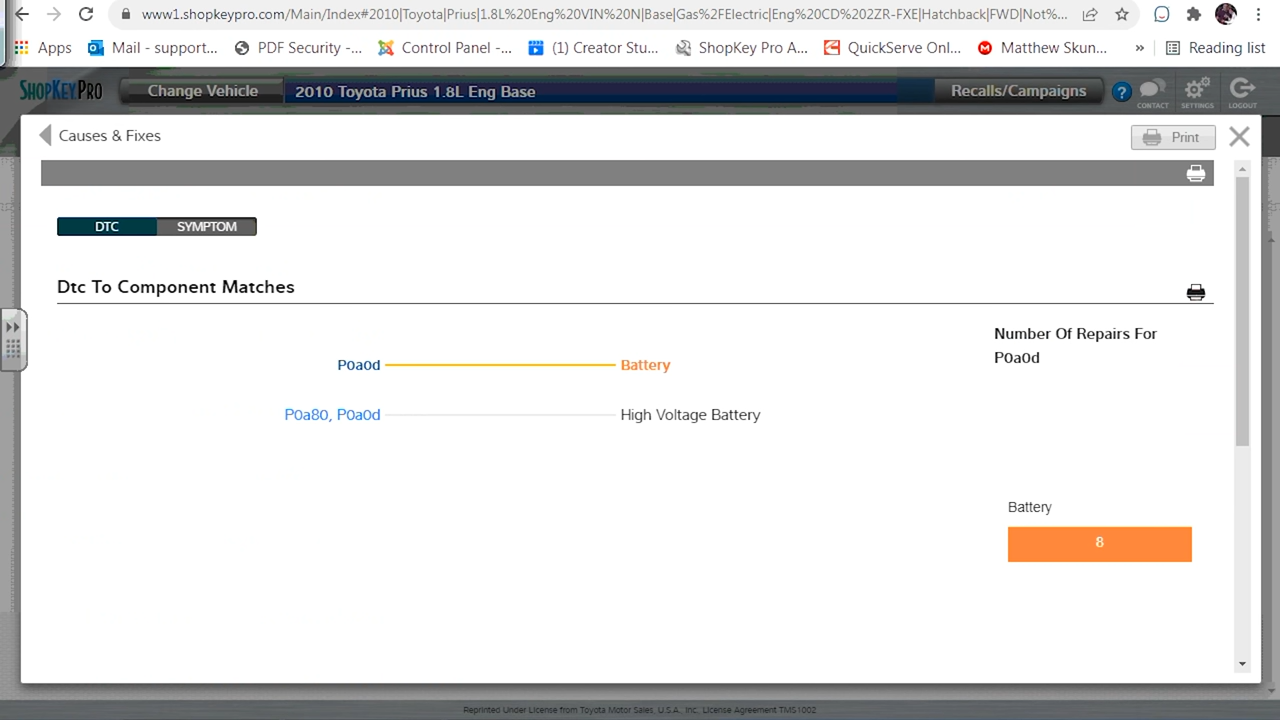 www1.shopkeypro.com/Main/Index#2010|Toyota|Prius|1.8L%20Eng%20VIN%20N|Base|Gas%2FElectric|Eng%20CD%202ZR-FXE|Hatchback|FWD|Not%...
Apps
Mail - support...
PDF Security -...
Control Panel -...
(1) Creator Stu...
ShopKey Pro A...
QuickServe Onl...
Matthew Skun...
»
Reading list
ShopKeyPro
Change Vehicle
2010 Toyota Prius 1.8L Eng Base
Recalls/Campaigns
?
CONTACT
SETTINGS
LOGOUT
Causes & Fixes
Print
DTC
SYMPTOM
Dtc To Component Matches
Number Of Repairs For
P0a0d
P0a0d
Battery
P0a80, P0a0d
High Voltage Battery
Battery
8
Reprinted Under License from Toyota Motor Sales, U.S.A., Inc. License Agreement TMS1002